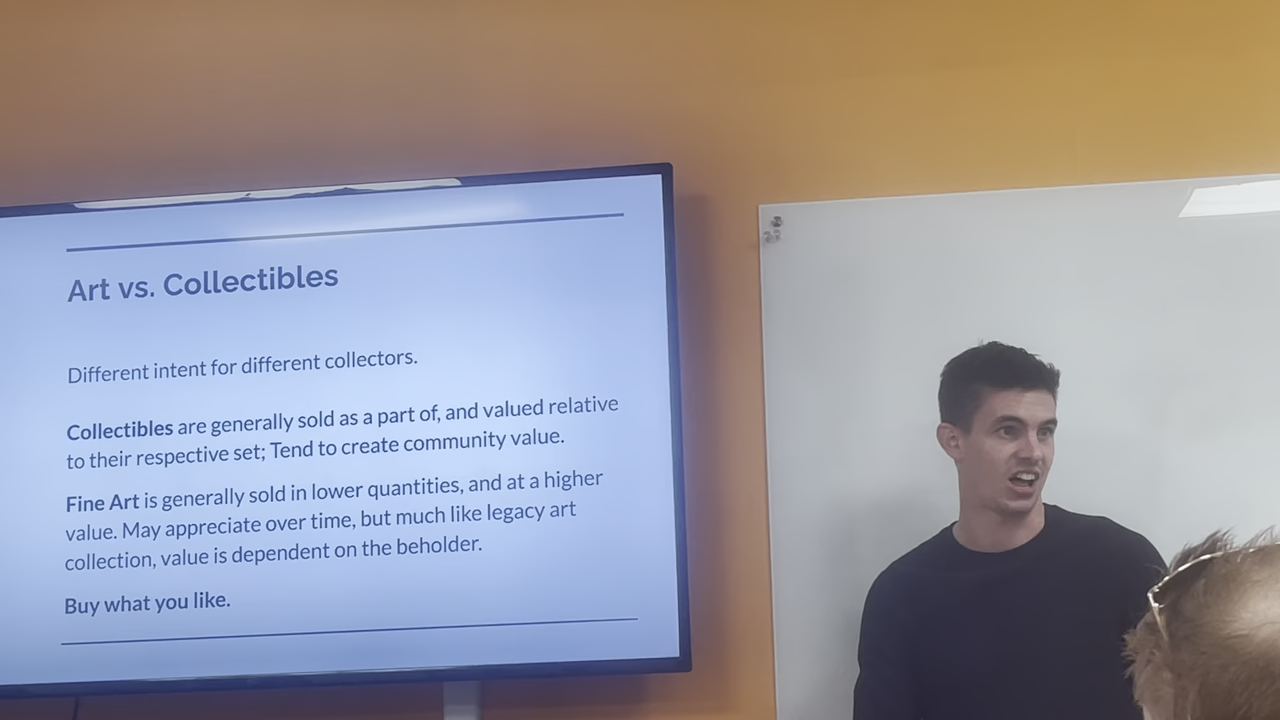 Art vs. Collectibles
Different intent for different collectors.
Collectibles are generally sold as a part of, and valued relative
to their respective set; Tend to create community value.
Fine Art is generally sold in lower quantities, and at a higher
value. May appreciate over time, but much like legacy art
collection, value is dependent on the beholder.
Buy what you like.